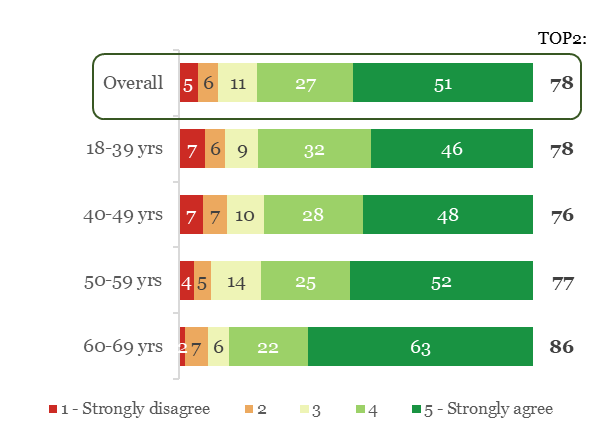 TOP2:
Overall 5 6 11 27 51 78
18-39 yrs 7 6 9 32 46 78
40-49 yrs 7 7 10 28 48 76
50-59 yrs 4 5 14 25 52 77
60-69 yrs 2 7 6 22 63 86
1 - Strongly disagree 2 3 4 5 - Strongly agree